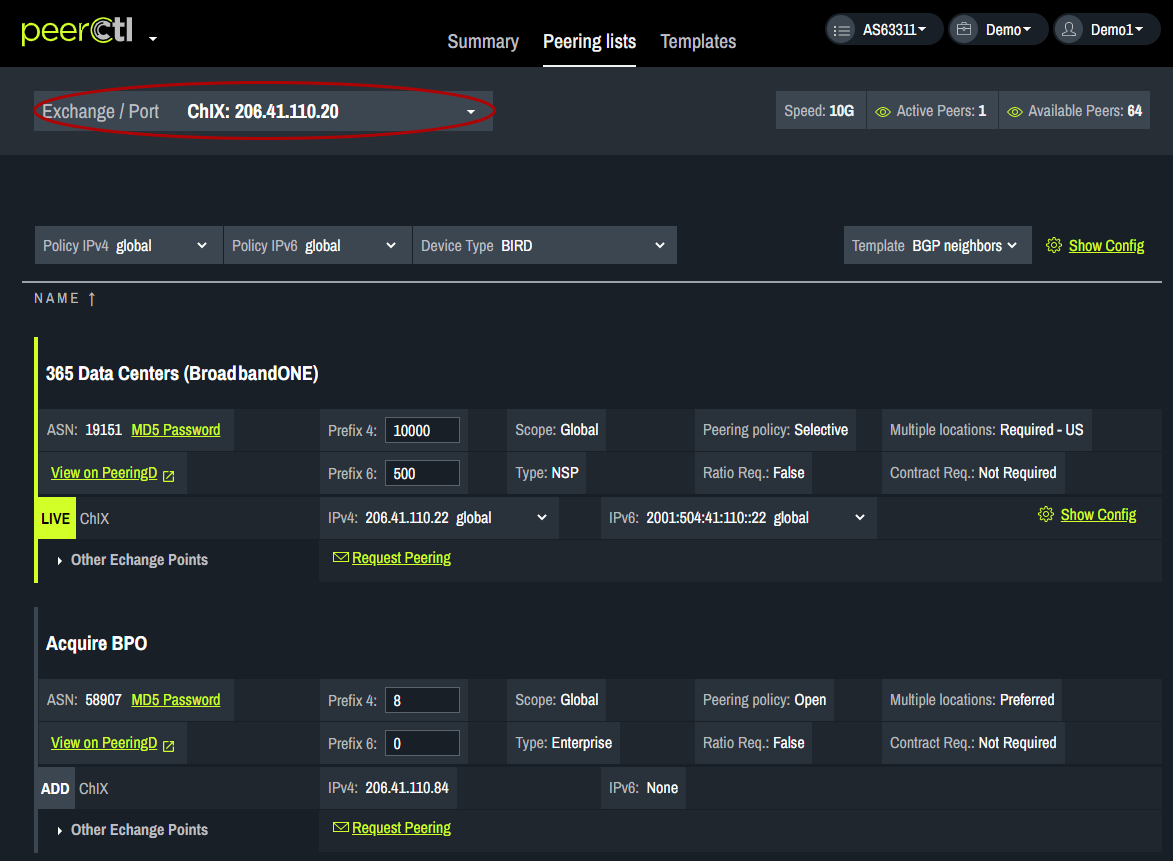 peerCtl
Summary Peering lists Templates AS63311 Demo Demo1
Exchange / Port ChIX: 206.41.110.20 Speed: 10G Active Peers: 1 Available Peers: 64
Policy IPv4 global Policy IPv6 global Device Type BIRD Template BGP neighbors Show Config
NAME ↑
365 Data Centers (BroadbandONE)
ASN: 19151 MD5 Password Prefix 4: 10000 Scope: Global Peering policy: Selective Multiple locations: Required - US
View on PeeringD Prefix 6: 500 Type: NSP Ratio Req.: False Contract Req.: Not Required
LIVE ChIX IPv4: 206.41.110.22 global IPv6: 2001:504:41:110::22 global Show Config
Other Echange Points Request Peering
Acquire BPO
ASN: 58907 MD5 Password Prefix 4: 8 Scope: Global Peering policy: Open Multiple locations: Preferred
View on PeeringD Prefix 6: 0 Type: Enterprise Ratio Req.: False Contract Req.: Not Required
ADD ChIX IPv4: 206.41.110.84 IPv6: None
Other Echange Points Request Peering